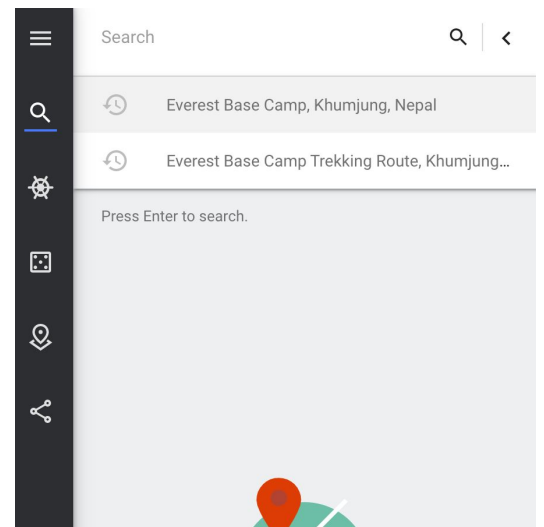 Search
Everest Base Camp, Khumjung, Nepal
Everest Base Camp Trekking Route, Khumjung...
Press Enter to search.